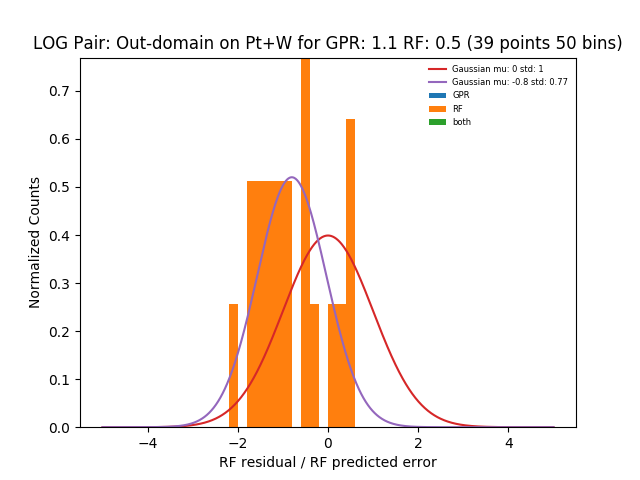 LOG Pair: Out-domain on Pt+W for GPR: 1.1 RF: 0.5 (39 points 50 bins)
Gaussian mu: 0 std: 1
Gaussian mu: -0.8 std: 0.77
GPR
RF
both
Normalized Counts
0.7
0.6
0.5
0.4
0.3
0.2
0.1
0.0
−4
−2
0
2
4
RF residual / RF predicted error